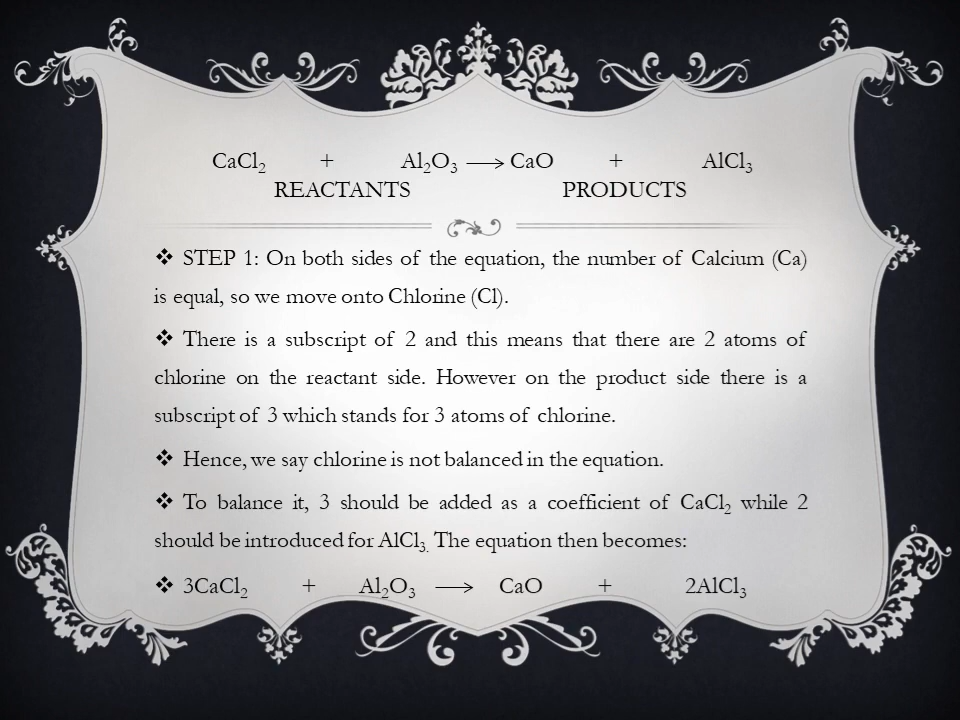 CaCl₂ + Al₂O₃ ⟶ CaO + AlCl₃
REACTANTS PRODUCTS
❖ STEP 1: On both sides of the equation, the number of Calcium (Ca)
is equal, so we move onto Chlorine (Cl).
❖ There is a subscript of 2 and this means that there are 2 atoms of
chlorine on the reactant side. However on the product side there is a
subscript of 3 which stands for 3 atoms of chlorine.
❖ Hence, we say chlorine is not balanced in the equation.
❖ To balance it, 3 should be added as a coefficient of CaCl₂ while 2
should be introduced for AlCl₃. The equation then becomes:
❖ 3CaCl₂ + Al₂O₃ ⟶ CaO + 2AlCl₃